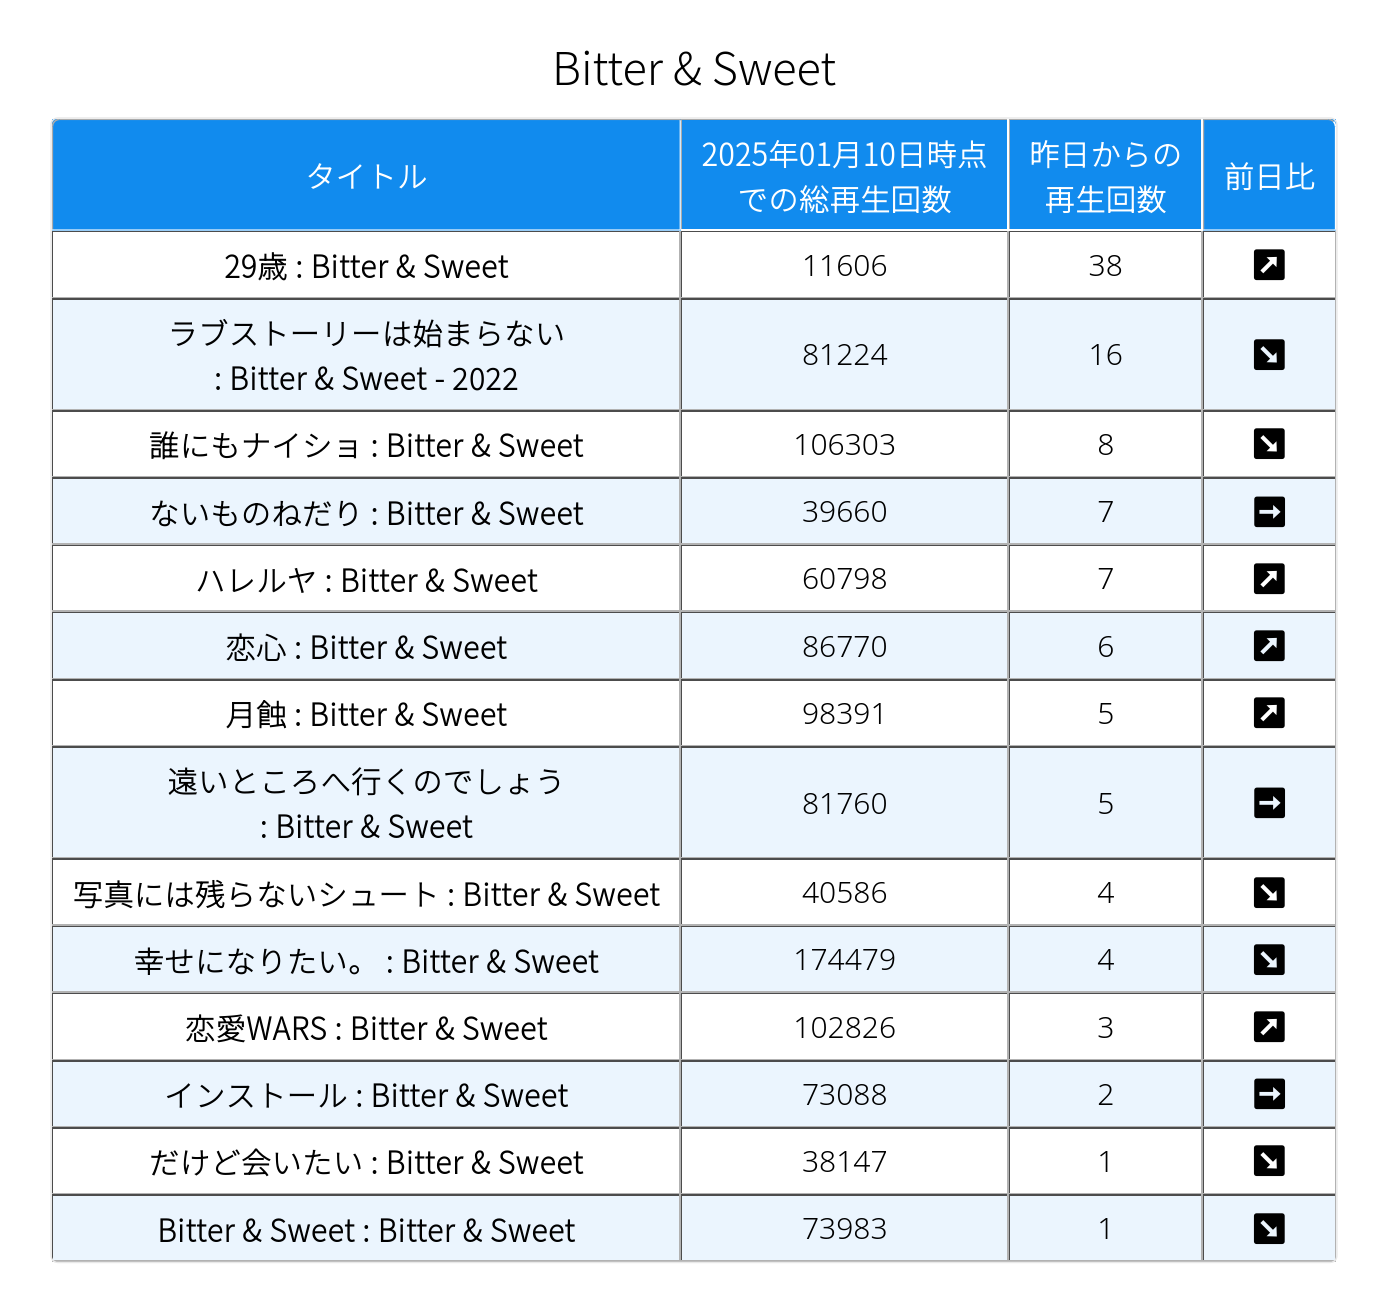 Bitter & Sweet
タイトル
2025年01月10日時点
での総再生回数
昨日からの
再生回数
前日比
29歳 : Bitter & Sweet
11606
38
ラブストーリーは始まらない
: Bitter & Sweet - 2022
81224
16
誰にもナイショ : Bitter & Sweet
106303
8
ないものねだり : Bitter & Sweet
39660
7
ハレルヤ : Bitter & Sweet
60798
7
恋心 : Bitter & Sweet
86770
6
月蝕 : Bitter & Sweet
98391
5
遠いところへ行くのでしょう
: Bitter & Sweet
81760
5
写真には残らないシュート : Bitter & Sweet
40586
4
幸せになりたい。 : Bitter & Sweet
174479
4
恋愛WARS : Bitter & Sweet
102826
3
インストール : Bitter & Sweet
73088
2
だけど会いたい : Bitter & Sweet
38147
1
Bitter & Sweet : Bitter & Sweet
73983
1